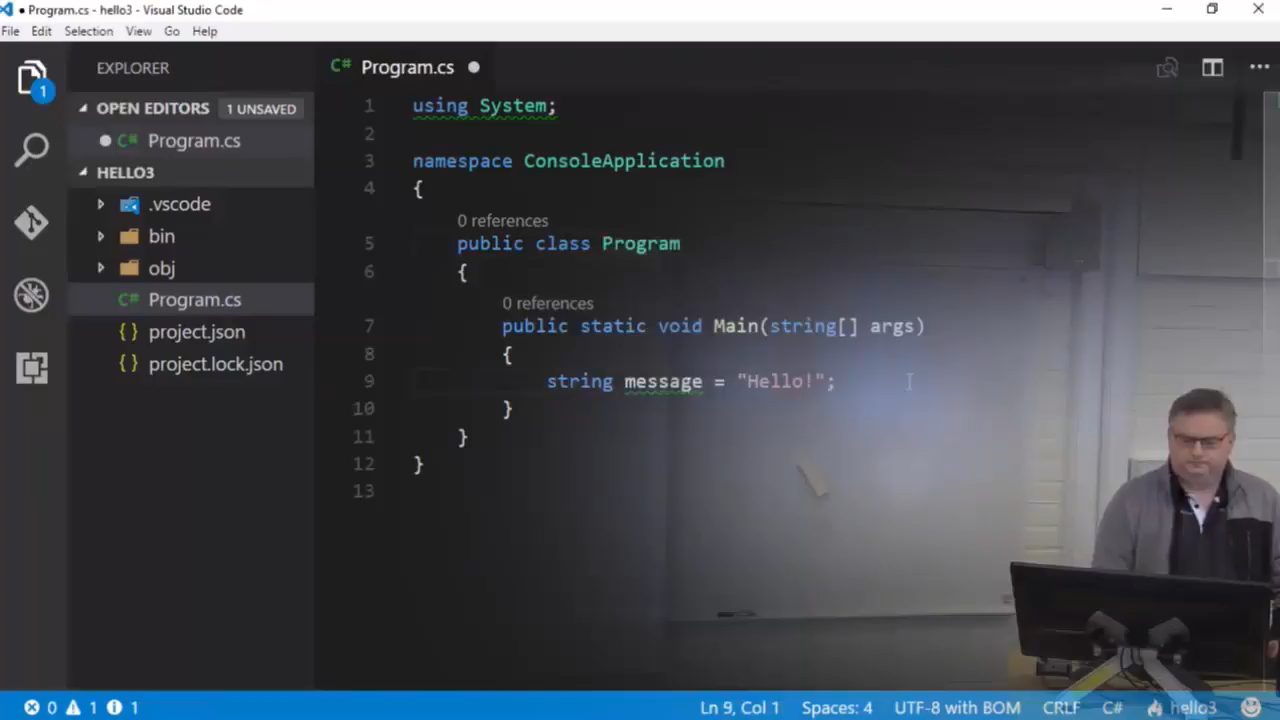 Program.cs - hello3 - Visual Studio Code
File Edit Selection View Go Help
EXPLORER
OPEN EDITORS 1 UNSAVED
Program.cs
HELLO3
.vscode
bin
obj
Program.cs
project.json
project.lock.json
1
C# Program.cs
1 using System;
2
3 namespace ConsoleApplication
4 {
0 references
5 public class Program
6 {
0 references
7 public static void Main(string[] args)
8 {
9 string message = "Hello!";
10 }
11 }
12 }
13
0 1 1
Ln 9, Col 1 Spaces: 4 UTF-8 with BOM CRLF C# hello3